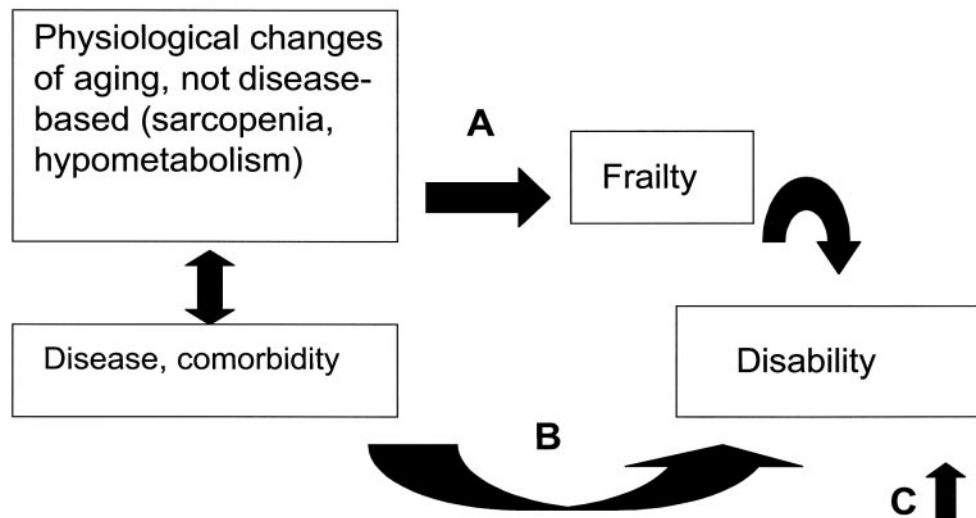 Physiological changes
of aging, not disease-
based (sarcopenia,
hypometabolism)
A
Frailty
Disease, comorbidity
Disability
B
C